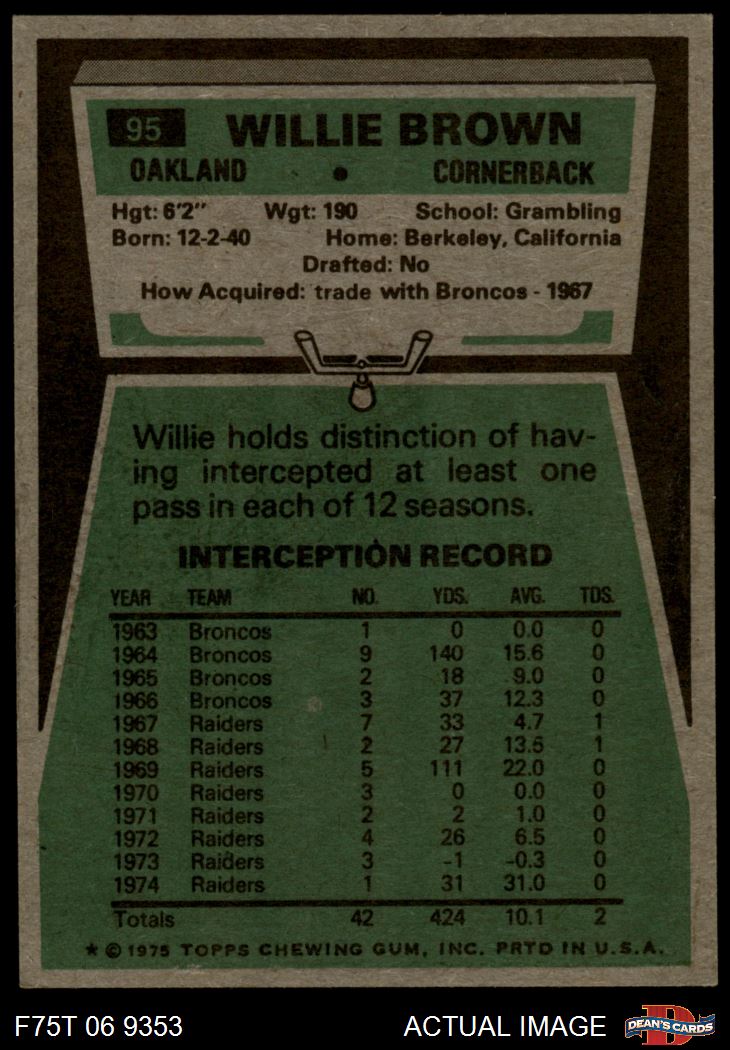 95 WILLIE BROWN
OAKLAND • CORNERBACK
Hgt: 6'2" Wgt: 190 School: Grambling
Born: 12-2-40 Home: Berkeley, California
Drafted: No
How Acquired: trade with Broncos - 1967
Willie holds distinction of hav-
ing intercepted at least one
pass in each of 12 seasons.
INTERCEPTION RECORD
YEAR TEAM NO. YDS. AVG. TDS.
1963 Broncos 1 0 0.0 0
1964 Broncos 9 140 15.6 0
1965 Broncos 2 18 9.0 0
1966 Broncos 3 37 12.3 0
1967 Raiders 7 33 4.7 1
1968 Raiders 2 27 13.5 1
1969 Raiders 5 111 22.0 0
1970 Raiders 3 0 0.0 0
1971 Raiders 2 2 1.0 0
1972 Raiders 4 26 6.5 0
1973 Raiders 3 -1 -0.3 0
1974 Raiders 1 31 31.0 0
Totals 42 424 10.1 2
★ © 1975 TOPPS CHEWING GUM, INC. PRTD IN U.S.A.
F75T 06 9353 ACTUAL IMAGE D DEAN'S CARDS